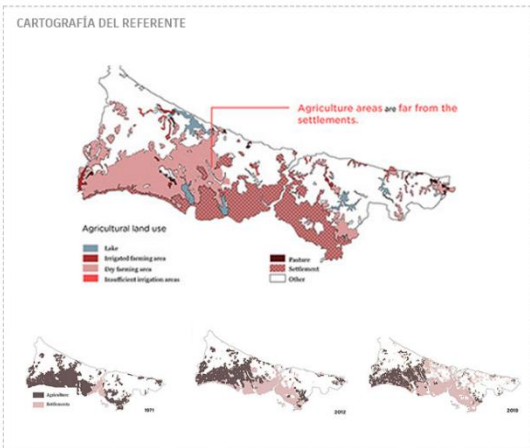 CARTOGRAFÍA DEL REFERENTE
Agriculture areas are far from the
settlements.
Agricultural land use
Lake
Irrigated farming area
Dry farming area
Insufficient irrigation areas
Pasture
Settlement
Other
Agriculture
Settlements
1971
2012
2018